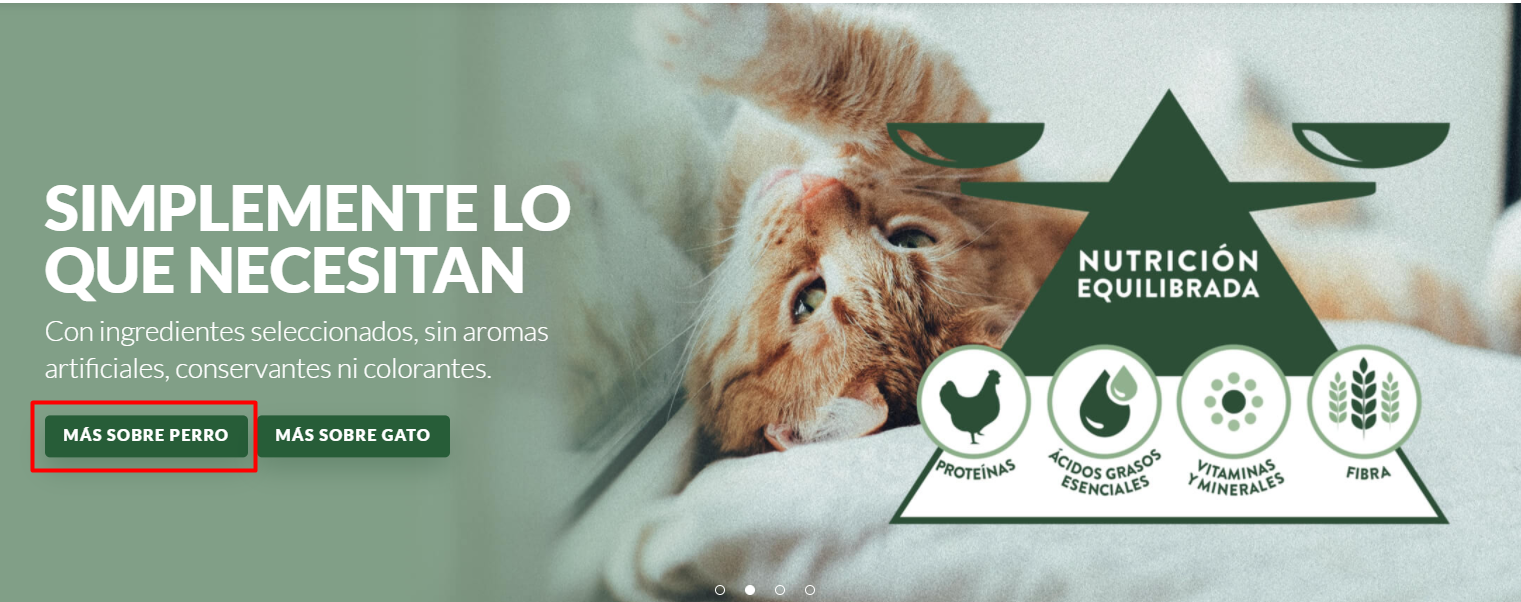 SIMPLEMENTE LO
QUE NECESITAN
Con ingredientes seleccionados, sin aromas
artificiales, conservantes ni colorantes.
MÁS SOBRE PERRO
MÁS SOBRE GATO
NUTRICIÓN
EQUILIBRADA
PROTEÍNAS
ÁCIDOS GRASOS
ESENCIALES
VITAMINAS
Y MINERALES
FIBRA